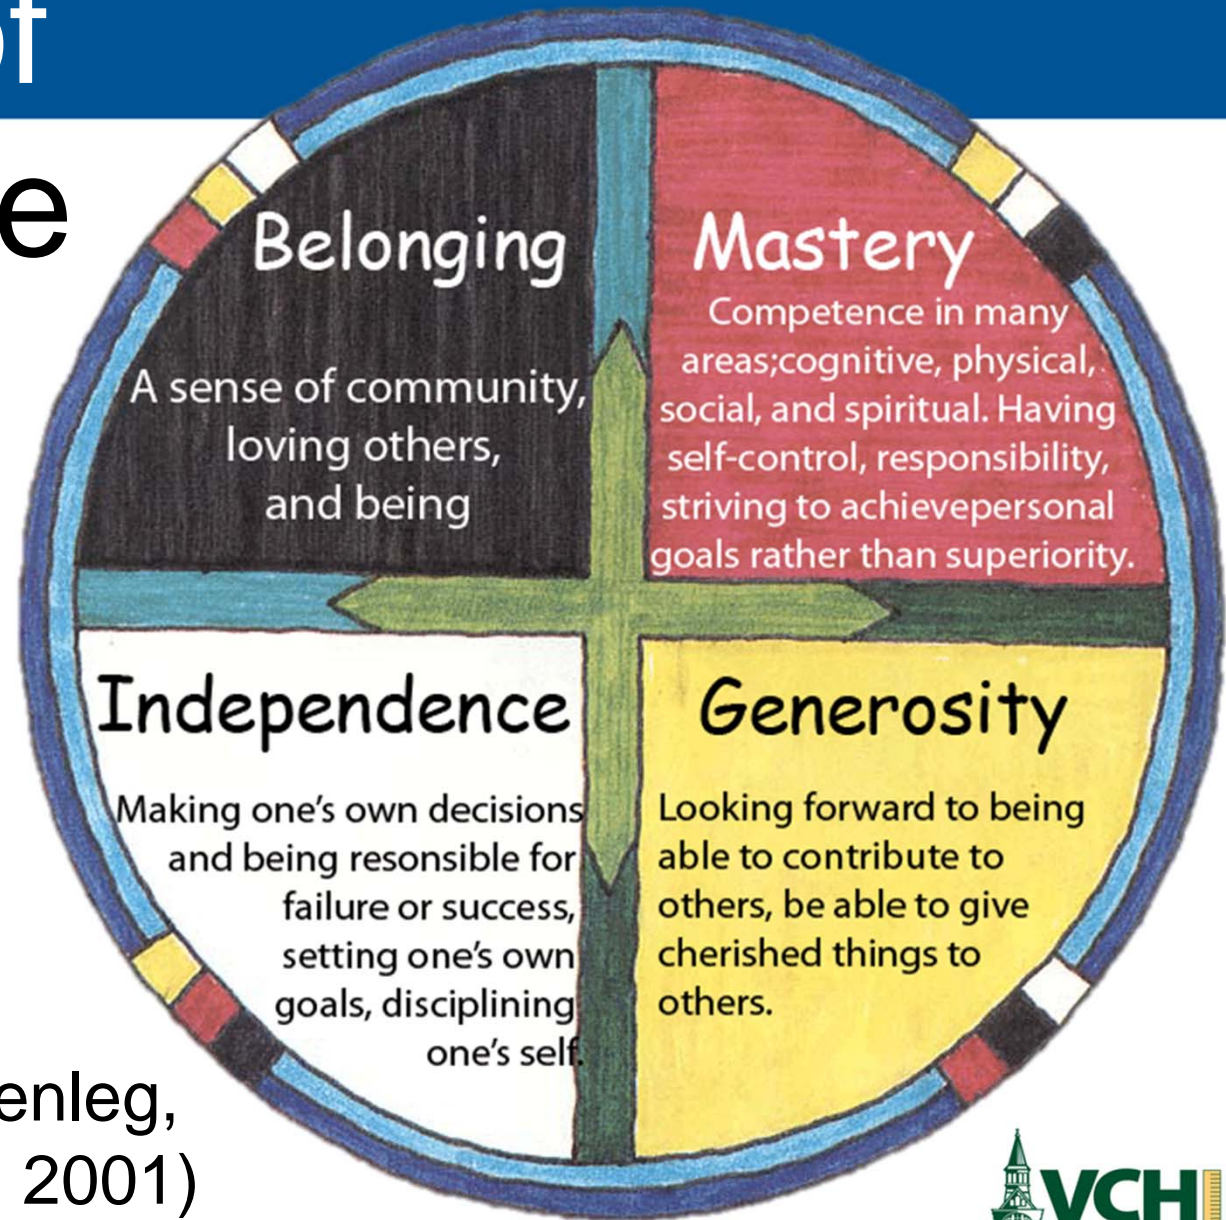 of
e
Belonging
A sense of community,
loving others,
and being
Mastery
Competence in many
areas;cognitive, physical,
social, and spiritual. Having
self-control, responsibility,
striving to achievepersonal
goals rather than superiority.
Independence
Making one's own decisions
and being resonsible for
failure or success,
setting one's own
goals, disciplining
one's self.
Generosity
Looking forward to being
able to contribute to
others, be able to give
cherished things to
others.
enleg,
2001)
VCH